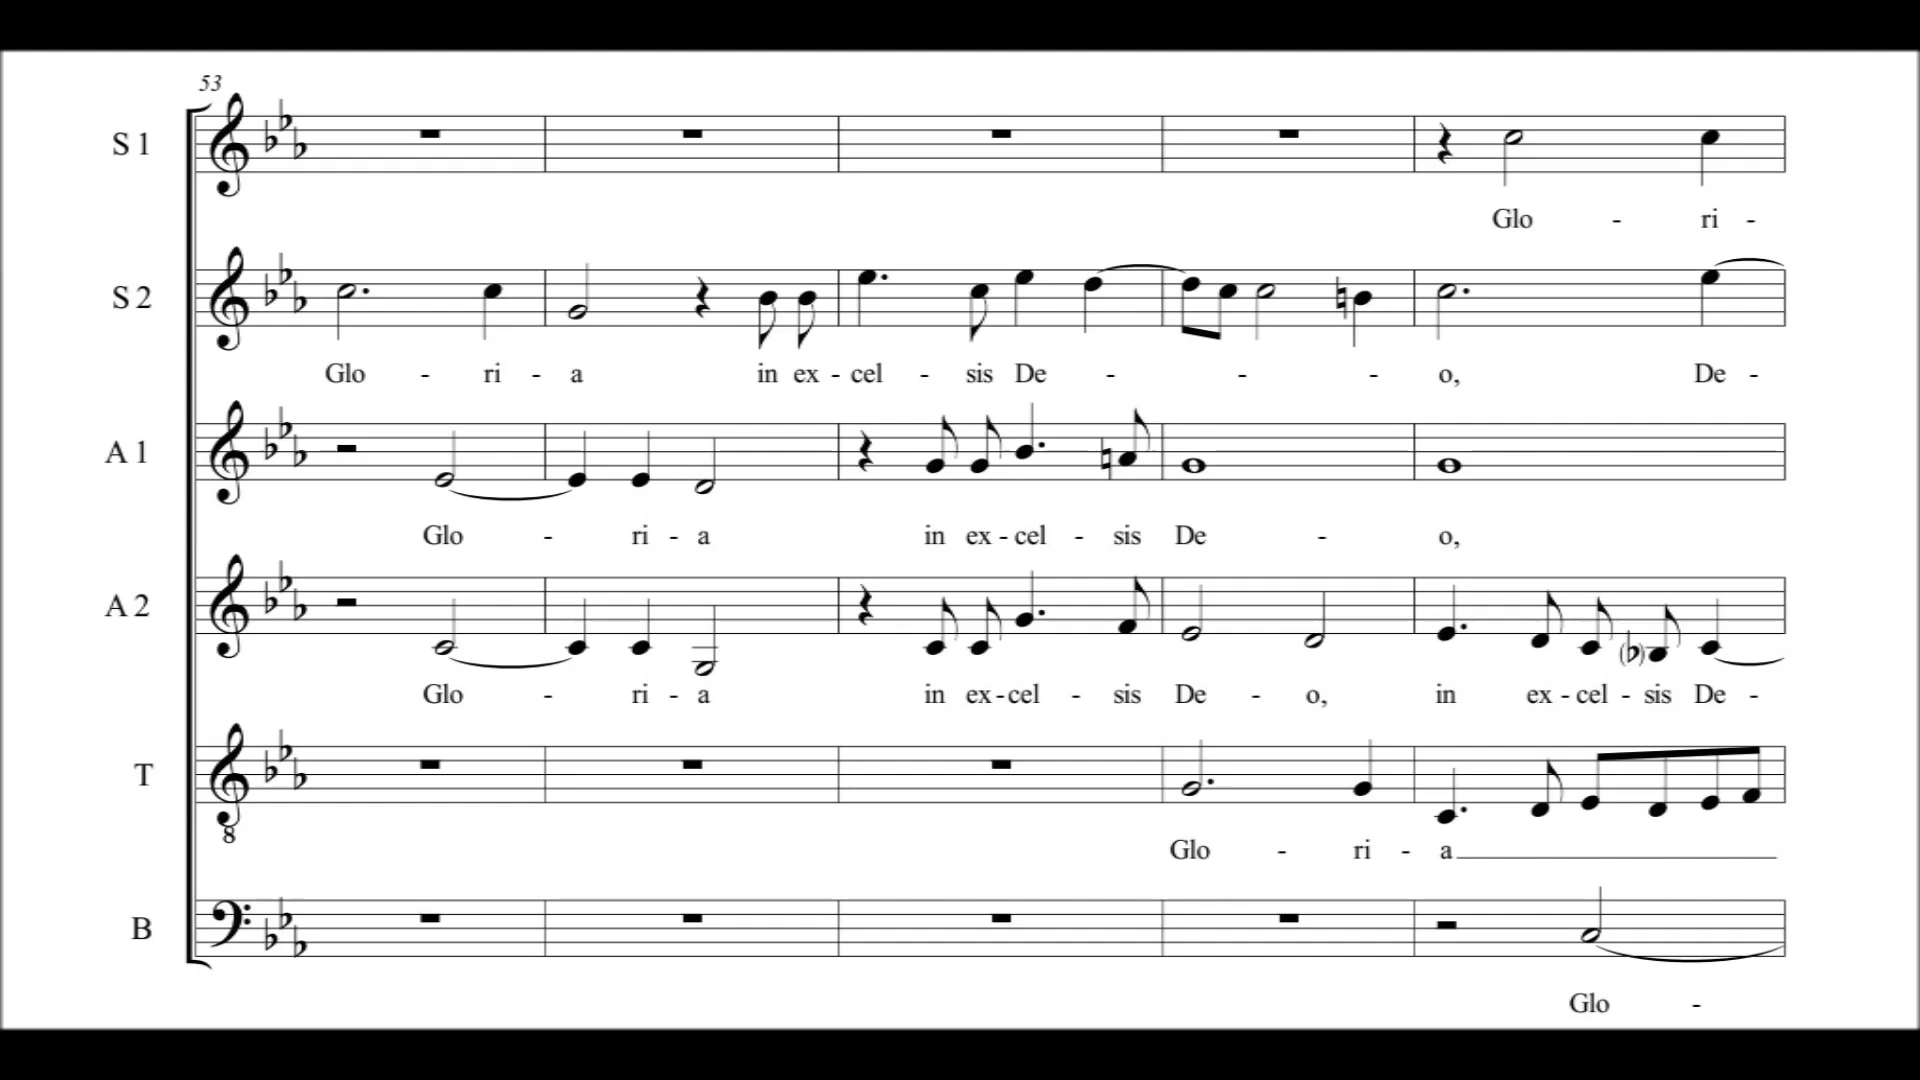 53
S 1
Glo - ri -
S 2
Glo - ri - a in ex - cel - sis De - - - o, De -
A 1
Glo - ri - a in ex - cel - sis De - o,
A 2
Glo - ri - a in ex - cel - sis De - o, in ex - cel - sis De -
T
8
Glo - ri - a
B
Glo -